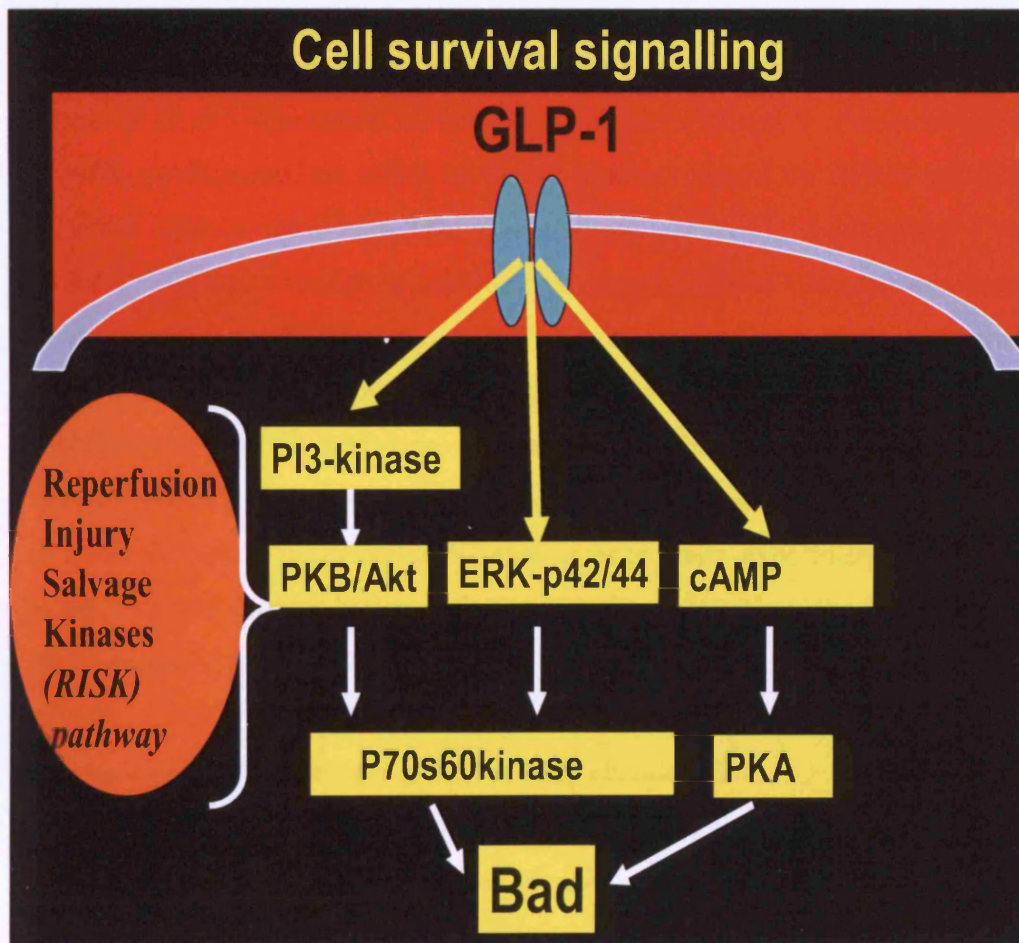 Cell survival signalling
GLP-1
PI3-kinase
Reperfusion
Injury
Salvage
Kinases
(RISK)
pathway
PKB/Akt
ERK-p42/44
cAMP
P70s60kinase
PKA
Bad